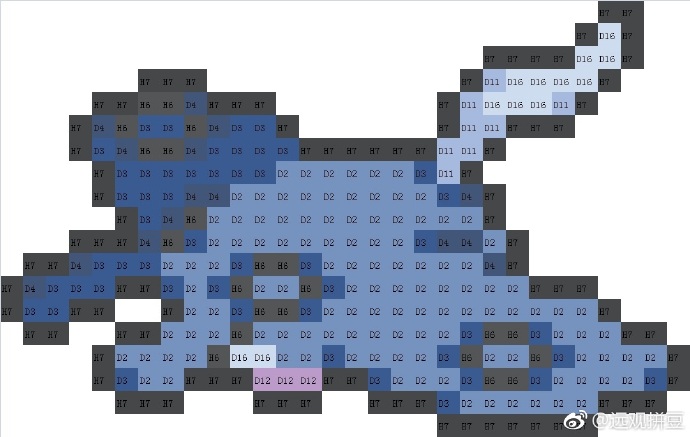 H7 H7
H7 D16 H7
H7 H7 H7 H7 D16 D16 H7
H7 H7 H7 H7 D11 D16 D16 D16 D16 H7
H7 H7 H6 H6 D4 H7 H7 H7 H7 D11 D16 D16 D16 D11 H7
H7 D4 H6 D3 D3 H6 D3 D3 D3 H7 H7 D11 D11 H7 H7 H7
H7 D3 D4 H6 H6 D4 D3 D3 D3 H7 H7 H7 H7 H7 H7 D11 D11 H7
H7 D3 D3 D3 D3 D3 D3 D3 D2 D2 D2 D2 D2 D2 D3 D11 H7
H7 D3 D3 D3 D4 D4 D2 D2 D2 D2 D2 D2 D2 D2 D2 D3 D4 H7
H7 D3 D4 H6 D2 D2 D2 D2 D2 D2 D2 D2 D2 D2 D2 D2 H7
H7 H7 H7 D4 H6 D3 D2 D2 D2 D2 D2 D2 D2 D2 D2 D3 D4 D4 D2 H7
H7 H7 D4 D3 D3 D3 D2 D2 D2 D3 H6 H6 D3 D2 D2 D2 D2 D2 D2 D2 D4 H7
H7 D4 D3 D3 D3 H7 H7 D3 D2 D3 H6 D2 D2 H6 D3 D2 D2 D2 D2 D2 D2 D2 D2 H7 H7 H7
H7 D3 D3 H7 H7 H7 D2 D2 D3 H6 H6 D3 D2 D2 D2 D2 D2 D2 D2 D2 D2 D2 D2 D2 H7
H7 H7 H7 H7 D2 D2 D2 H6 D2 D2 D2 D2 D2 D2 D2 D2 D2 D3 H6 H6 D3 D2 D2 D2 H7 H7
H7 D2 D2 D2 D2 H6 D16 D16 D2 D2 D3 D2 D2 D2 D2 D3 H6 D2 D2 H6 D3 D2 D2 D2 D2 H7
H7 D3 D2 D2 H7 H7 H7 D12 D12 D12 H7 H7 D3 D2 D2 D2 D3 H6 H6 D3 D3 D2 D2 D2 D3 H7
H7 H7 H7 H7 H7 H7 H7 H7 H7 D3 D2 D2 D2 D2 D2 D2 H7 H7
H7 H7 H7 H7 H7 H7 H7
@远观拼豆